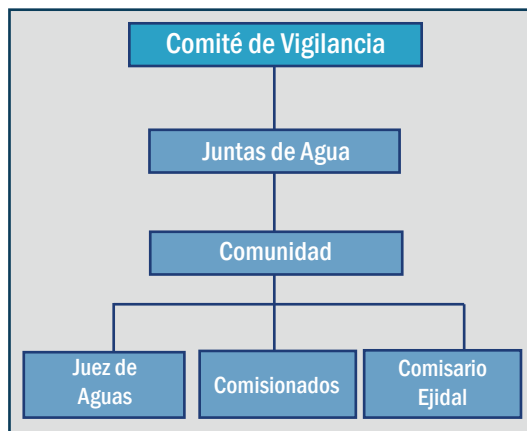 Comité de Vigilancia
Juntas de Agua
Comunidad
Juez de
Aguas
Comisionados
Comisario
Ejidal